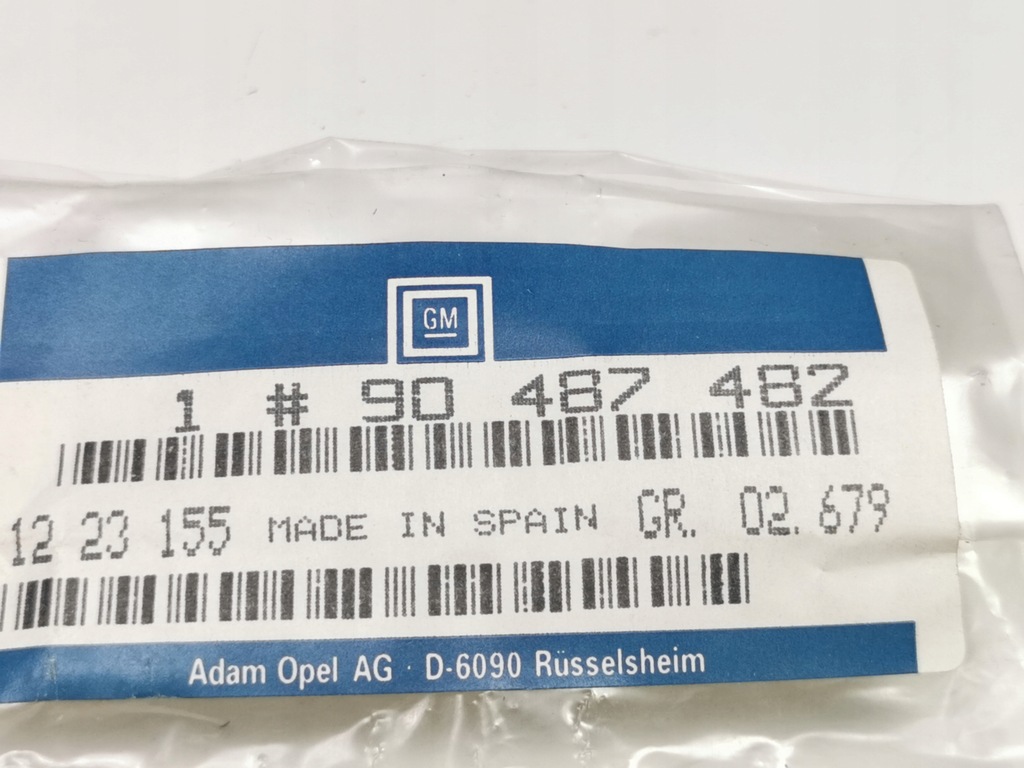 GM
1 # 90 487 482
12 23 155 MADE IN SPAIN GR. 02.679
Adam Opel AG · D-6090 Rüsselsheim